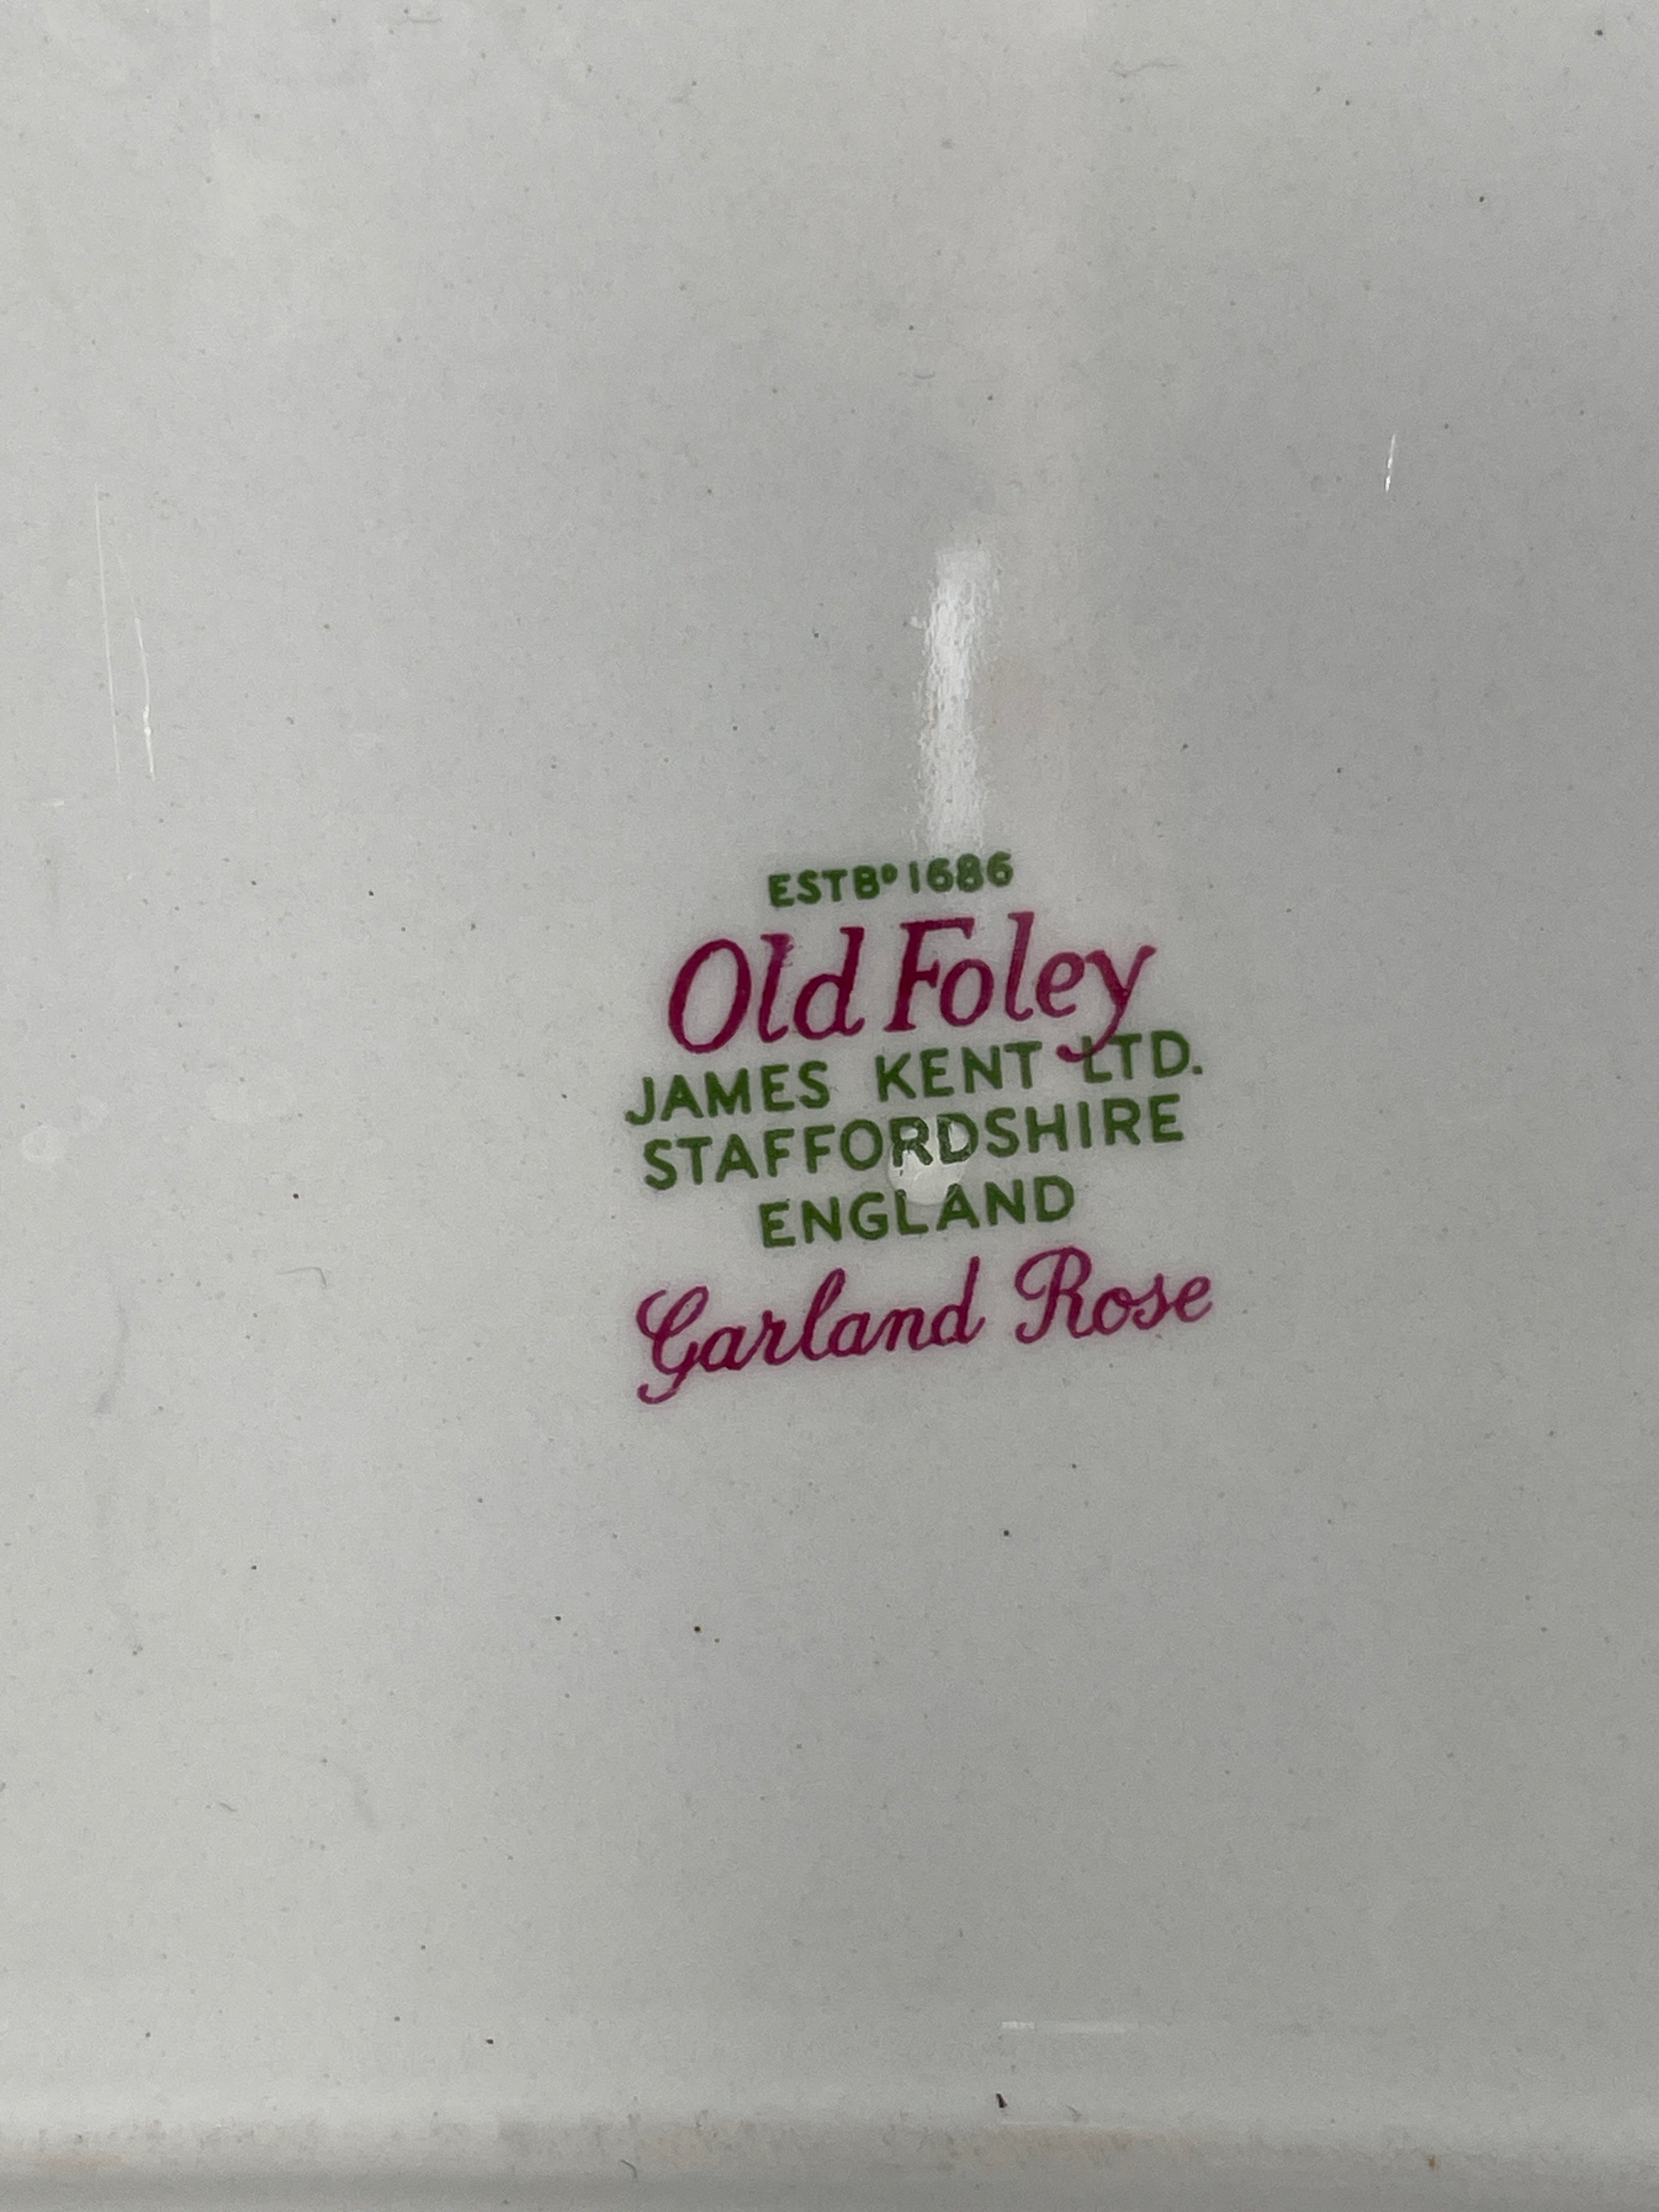 ESTBᴰ 1686
Old Foley
JAMES KENT LTD.
STAFFORDSHIRE
ENGLAND
Garland Rose